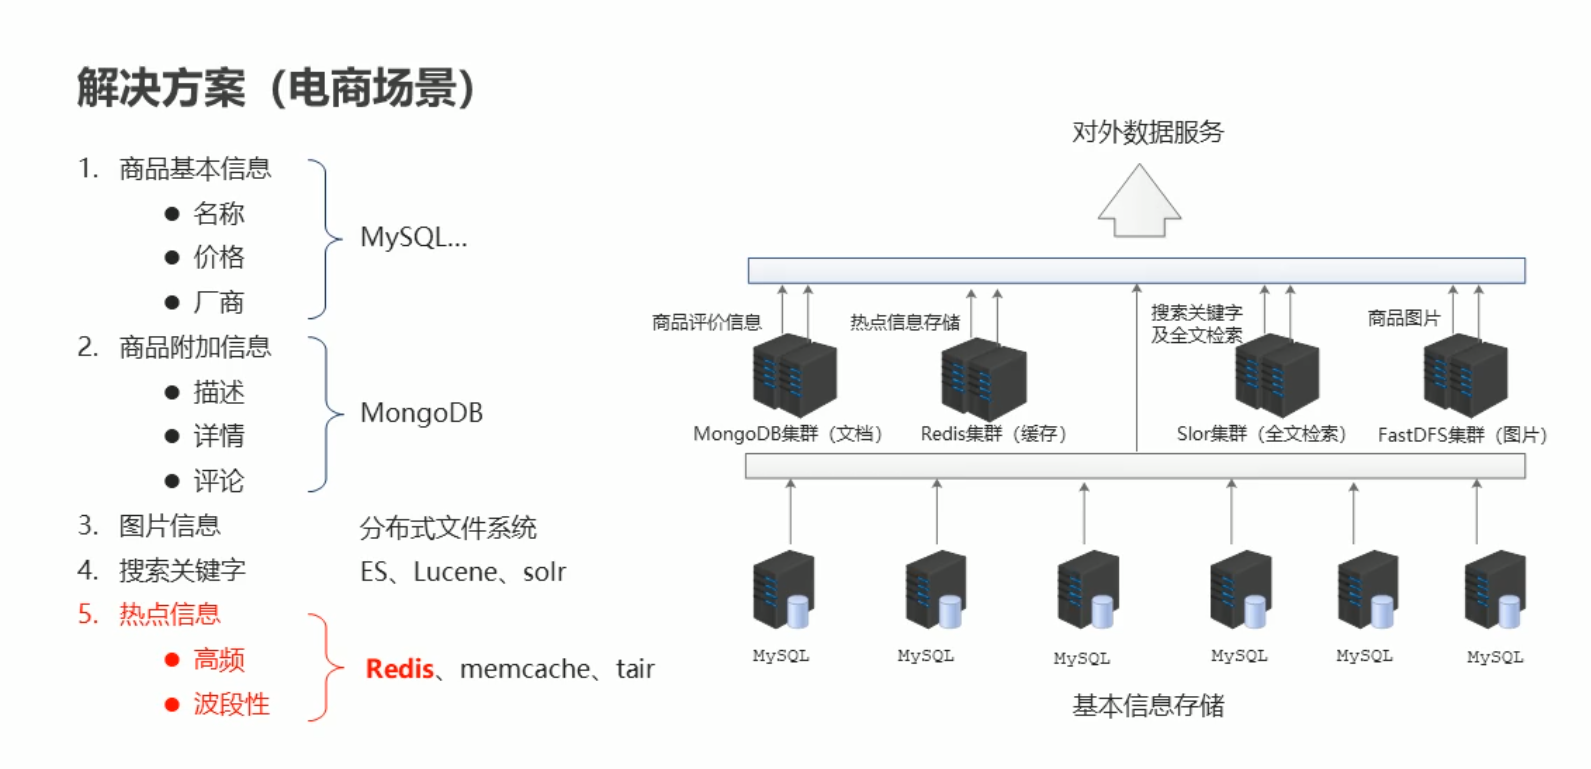 解决方案（电商场景）
1. 商品基本信息
● 名称
● 价格
● 厂商
MySQL...
2. 商品附加信息
● 描述
● 详情
● 评论
MongoDB
3. 图片信息 分布式文件系统
4. 搜索关键字 ES、Lucene、solr
5. 热点信息
● 高频
● 波段性
Redis、memcache、tair
对外数据服务
商品评价信息
热点信息存储
搜索关键字
及全文检索
商品图片
MongoDB集群（文档）
Redis集群（缓存）
Slor集群（全文检索）
FastDFS集群（图片）
MySQL
MySQL
MySQL
MySQL
MySQL
MySQL
基本信息存储